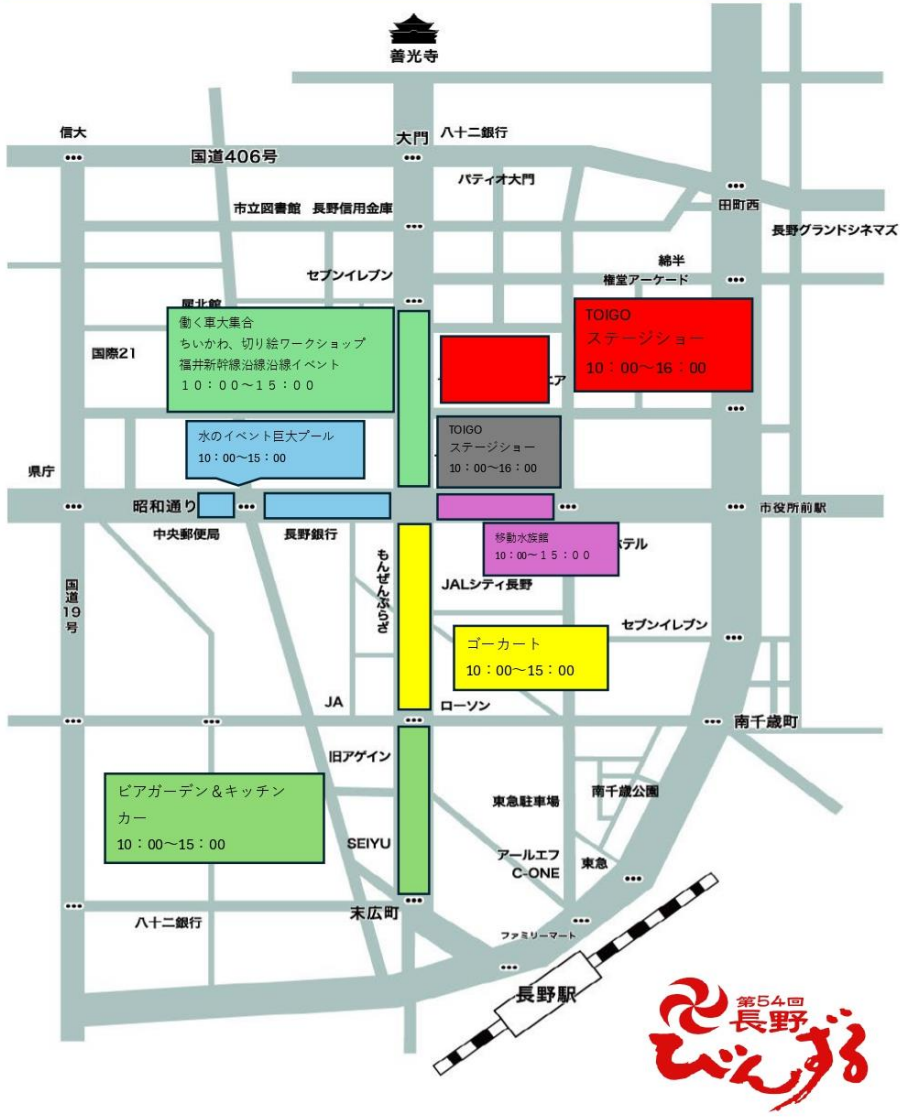 善光寺
信大
国道406号
大門
八十二銀行
パティオ大門
田町西
市立図書館 長野信用金庫
長野グランドシネマズ
綿半
権堂アーケード
セブンイレブン
犀北館
働く車大集合
ちいかわ、切り絵ワークショップ
福井新幹線沿線沿線イベント
10：00～15：00
TOIGO
ステージショー
10：00～16：00
国際21
水のイベント巨大プール
10：00～15：00
TOIGO
ステージショー
10：00～16：00
県庁
昭和通り
市役所前駅
中央郵便局
長野銀行
移動水族館
10：00～15：00
ホテル
JALシティ長野
もんぜんぷらざ
国道19号
セブンイレブン
ゴーカート
10：00～15：00
JA
ローソン
南千歳町
旧アゲイン
ビアガーデン＆キッチン
カー
10：00～15：00
東急駐車場
南千歳公園
SEIYU
アールエフ
C-ONE
東急
末広町
八十二銀行
ファミリーマート
長野駅
第54回
長野
びんずる